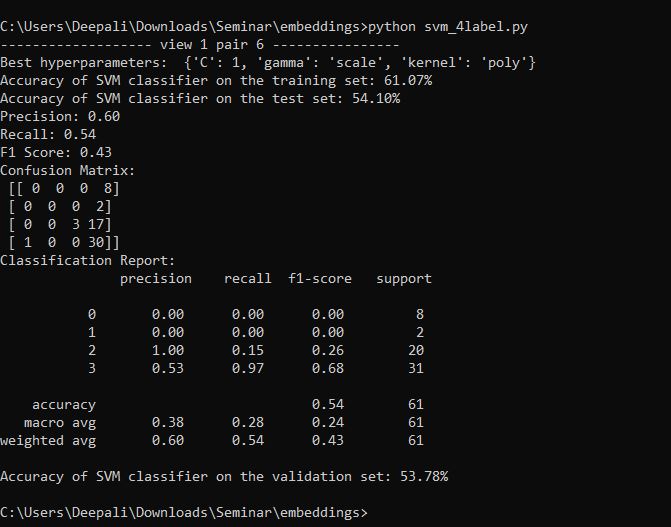 C:\Users\Deepali\Downloads\Seminar\embeddings>python svm_4label.py
------------------- view 1 pair 6 ----------------
Best hyperparameters:  {'C': 1, 'gamma': 'scale', 'kernel': 'poly'}
Accuracy of SVM classifier on the training set: 61.07%
Accuracy of SVM classifier on the test set: 54.10%
Precision: 0.60
Recall: 0.54
F1 Score: 0.43
Confusion Matrix:
 [[ 0  0  0  8]
 [ 0  0  0  2]
 [ 0  0  3 17]
 [ 1  0  0 30]]
Classification Report:
               precision    recall  f1-score   support

           0       0.00      0.00      0.00         8
           1       0.00      0.00      0.00         2
           2       1.00      0.15      0.26        20
           3       0.53      0.97      0.68        31

    accuracy                           0.54        61
   macro avg       0.38      0.28      0.24        61
weighted avg       0.60      0.54      0.43        61

Accuracy of SVM classifier on the validation set: 53.78%

C:\Users\Deepali\Downloads\Seminar\embeddings>